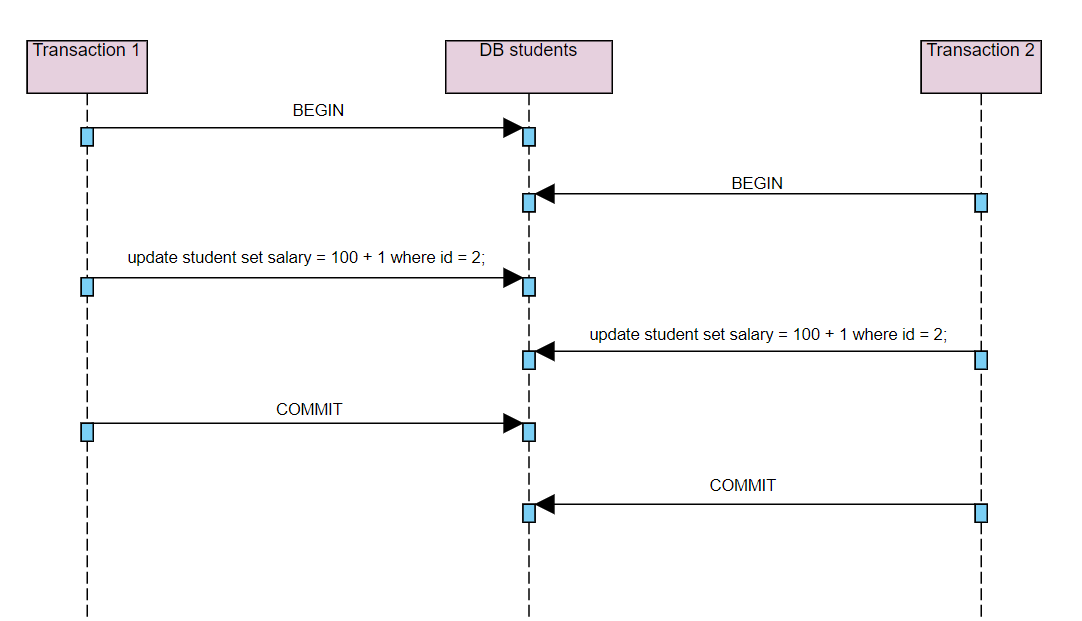 Transaction 1
DB students
Transaction 2
BEGIN
BEGIN
update student set salary = 100 + 1 where id = 2;
update student set salary = 100 + 1 where id = 2;
COMMIT
COMMIT